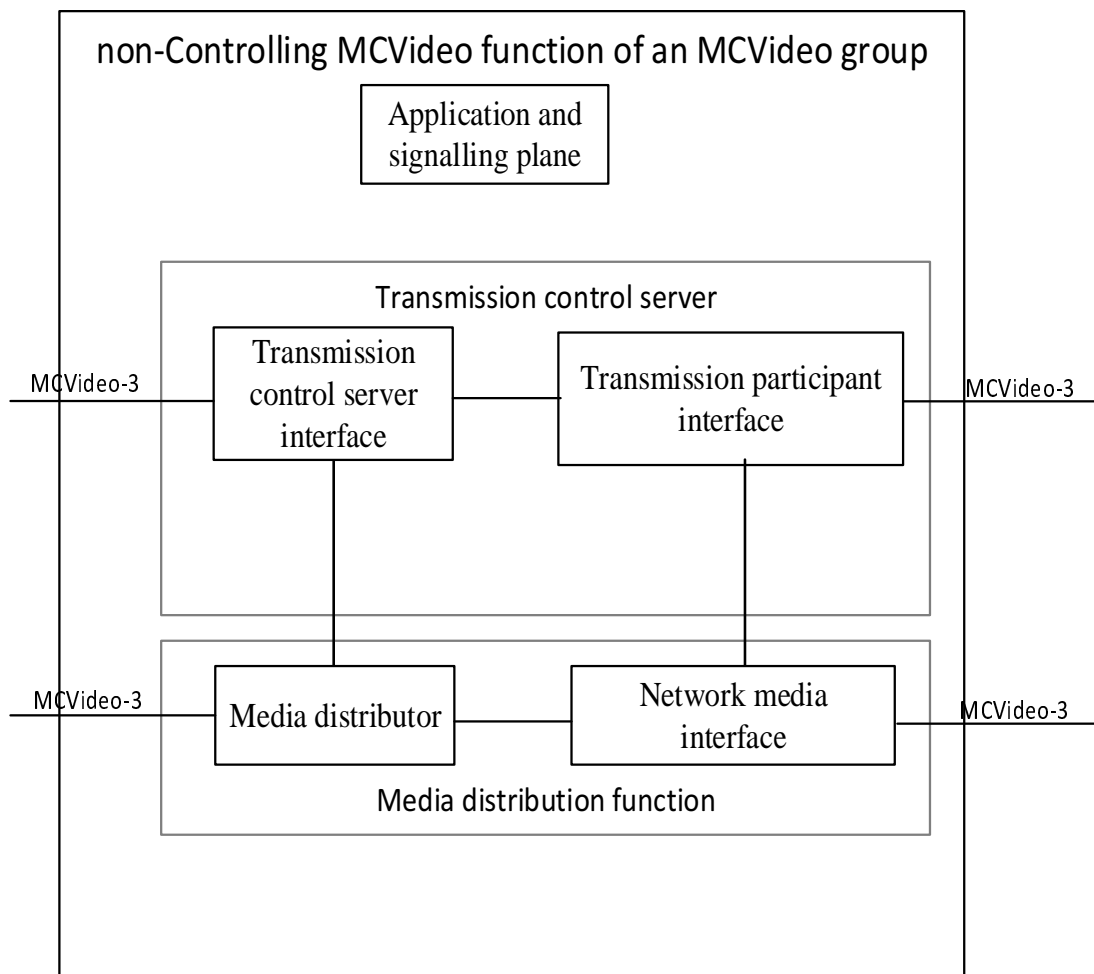 non-Controlling MCVideo function of an MCVideo group
Application and
signalling plane
Transmission control server
Transmission
control server
interface
Transmission participant
interface
MCVideo-3
MCVideo-3
Media distributor
Network media
interface
MCVideo-3
MCVideo-3
Media distribution function